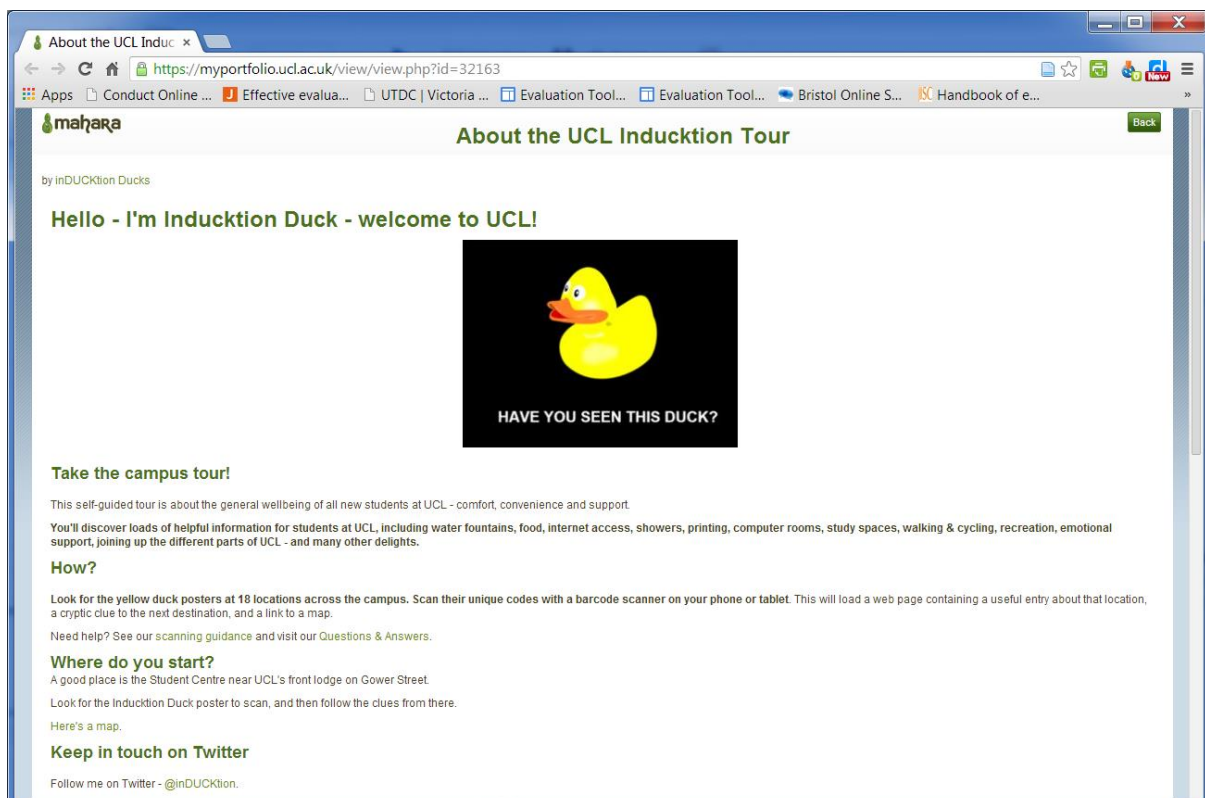 About the UCL Induc ×
https://myportfolio.ucl.ac.uk/view/view.php?id=32163
New
Apps Conduct Online ... Effective evalua... UTDC | Victoria ... Evaluation Tool... Evaluation Tool... Bristol Online S... Handbook of e... »
mahara
About the UCL Inducktion Tour
Back
by inDUCKtion Ducks
Hello - I'm Inducktion Duck - welcome to UCL!
HAVE YOU SEEN THIS DUCK?
Take the campus tour!
This self-guided tour is about the general wellbeing of all new students at UCL - comfort, convenience and support.
You'll discover loads of helpful information for students at UCL, including water fountains, food, internet access, showers, printing, computer rooms, study spaces, walking & cycling, recreation, emotional
support, joining up the different parts of UCL - and many other delights.
How?
Look for the yellow duck posters at 18 locations across the campus. Scan their unique codes with a barcode scanner on your phone or tablet. This will load a web page containing a useful entry about that location,
a cryptic clue to the next destination, and a link to a map.
Need help? See our scanning guidance and visit our Questions & Answers.
Where do you start?
A good place is the Student Centre near UCL's front lodge on Gower Street.
Look for the Inducktion Duck poster to scan, and then follow the clues from there.
Here's a map.
Keep in touch on Twitter
Follow me on Twitter - @inDUCKtion.